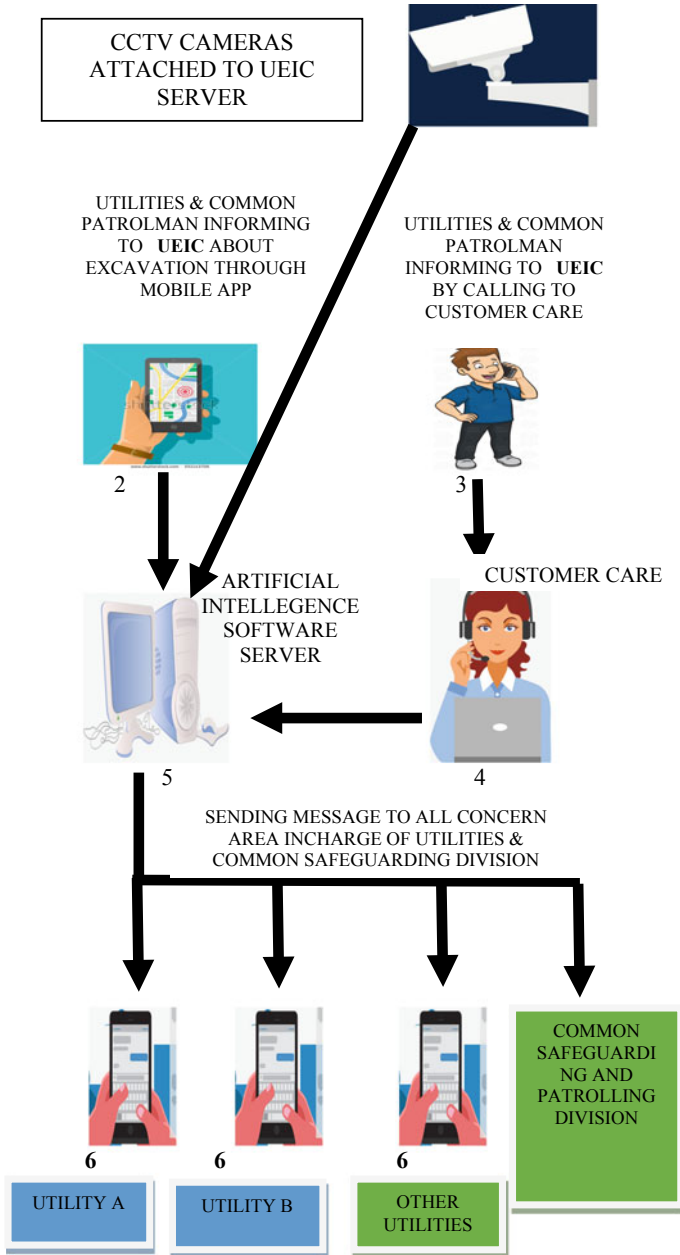 CCTV CAMERAS
ATTACHED TO UEIC
SERVER
UTILITIES & COMMON
PATROLMAN INFORMING
TO UEIC ABOUT
EXCAVATION THROUGH
MOBILE APP
UTILITIES & COMMON
PATROLMAN
INFORMING TO UEIC
BY CALLING TO
CUSTOMER CARE
2
3
ARTIFICIAL
INTELLEGENCE
SOFTWARE
SERVER
CUSTOMER CARE
5
4
SENDING MESSAGE TO ALL CONCERN
AREA INCHARGE OF UTILITIES &
COMMON SAFEGUARDING DIVISION
6
6
6
COMMON
SAFEGUARDI
NG AND
PATROLLING
DIVISION
UTILITY A
UTILITY B
OTHER
UTILITIES